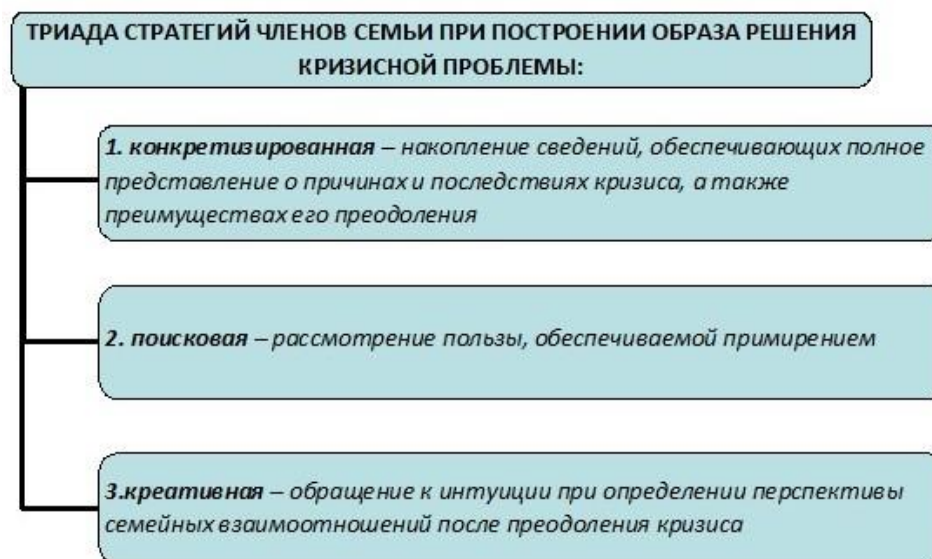 ТРИАДА СТРАТЕГИЙ ЧЛЕНОВ СЕМЬИ ПРИ ПОСТРОЕНИИ ОБРАЗА РЕШЕНИЯ
КРИЗИСНОЙ ПРОБЛЕМЫ:
1. конкретизированная – накопление сведений, обеспечивающих полное
представление о причинах и последствиях кризиса, а также
преимуществах его преодоления
2. поисковая – рассмотрение пользы, обеспечиваемой примирением
3.креативная – обращение к интуиции при определении перспективы
семейных взаимоотношений после преодоления кризиса